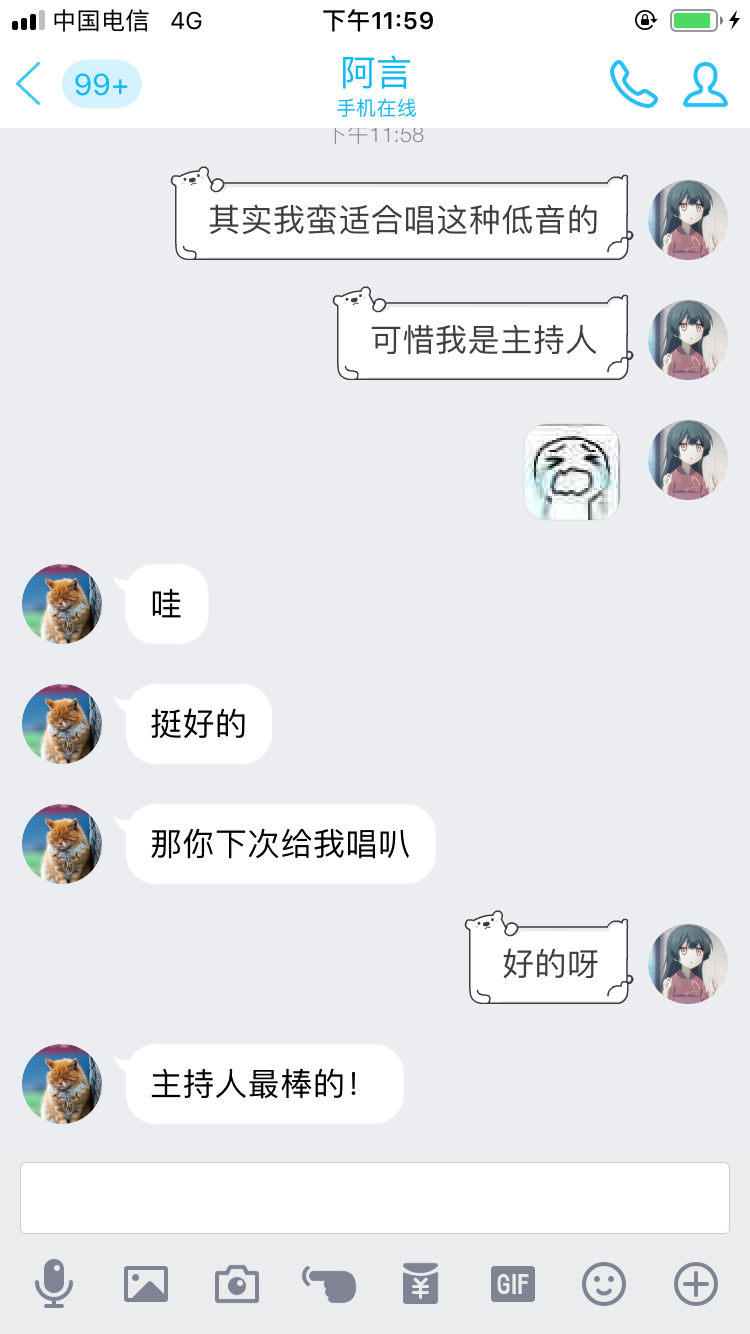 中国电信 4G 下午11:59
99+ 阿言
手机在线
下午11:58
其实我蛮适合唱这种低音的
可惜我是主持人
哇
挺好的
那你下次给我唱叭
好的呀
主持人最棒的！
¥ GIF